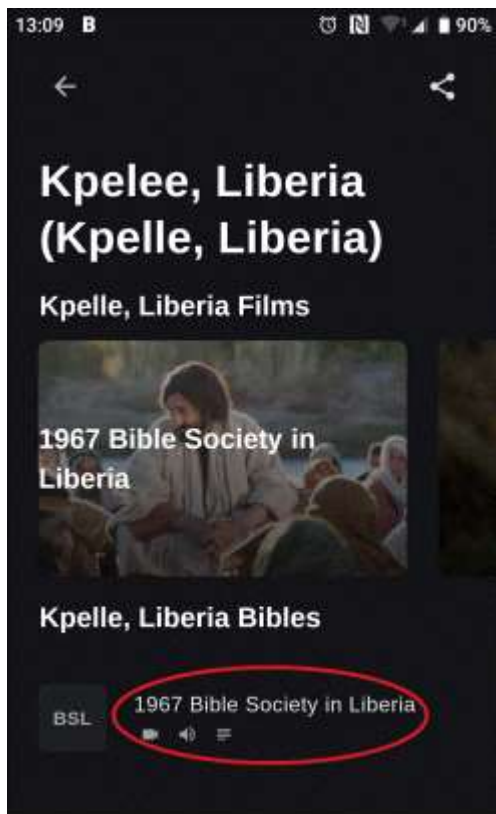 13:09 B 90%
Kpelee, Liberia
(Kpelle, Liberia)
Kpelle, Liberia Films
1967 Bible Society in
Liberia
Kpelle, Liberia Bibles
BSL
1967 Bible Society in Liberia